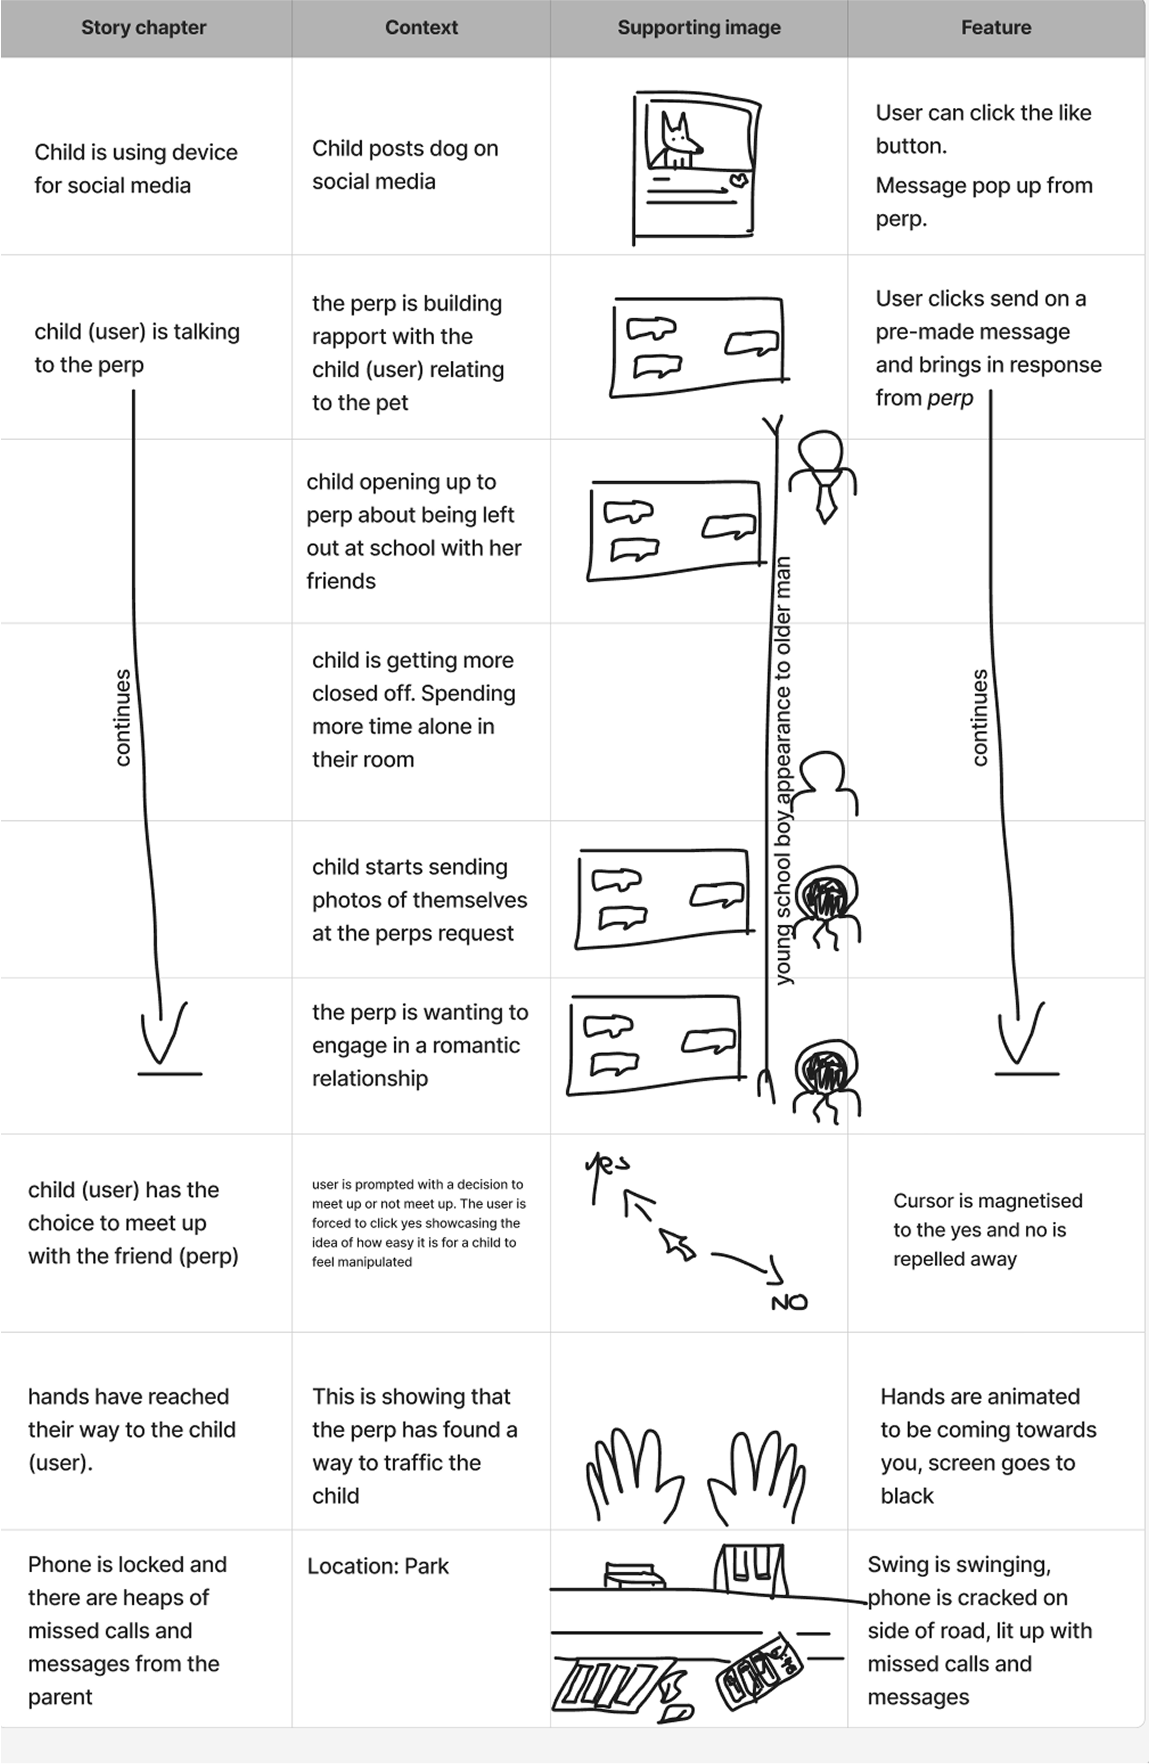 Story chapter
Context
Supporting image
Feature
Child is using device
for social media
Child posts dog on
social media
User can click the like
button.
Message pop up from
perp.
child (user) is talking
to the perp
the perp is building
rapport with the
child (user) relating
to the pet
User clicks send on a
pre-made message
and brings in response
from perp
child opening up to
perp about being left
out at school with her
friends
continues
child is getting more
closed off. Spending
more time alone in
their room
young school boy appearance to older man
continues
child starts sending
photos of themselves
at the perps request
the perp is wanting to
engage in a romantic
relationship
child (user) has the
choice to meet up
with the friend (perp)
user is prompted with a decision to
meet up or not meet up. The user is
forced to click yes showcasing the
idea of how easy it is for a child to
feel manipulated
yes
NO
Cursor is magnetised
to the yes and no is
repelled away
hands have reached
their way to the child
(user).
This is showing that
the perp has found a
way to traffic the
child
Hands are animated
to be coming towards
you, screen goes to
black
Phone is locked and
there are heaps of
missed calls and
messages from the
parent
Location: Park
Swing is swinging,
phone is cracked on
side of road, lit up with
missed calls and
messages